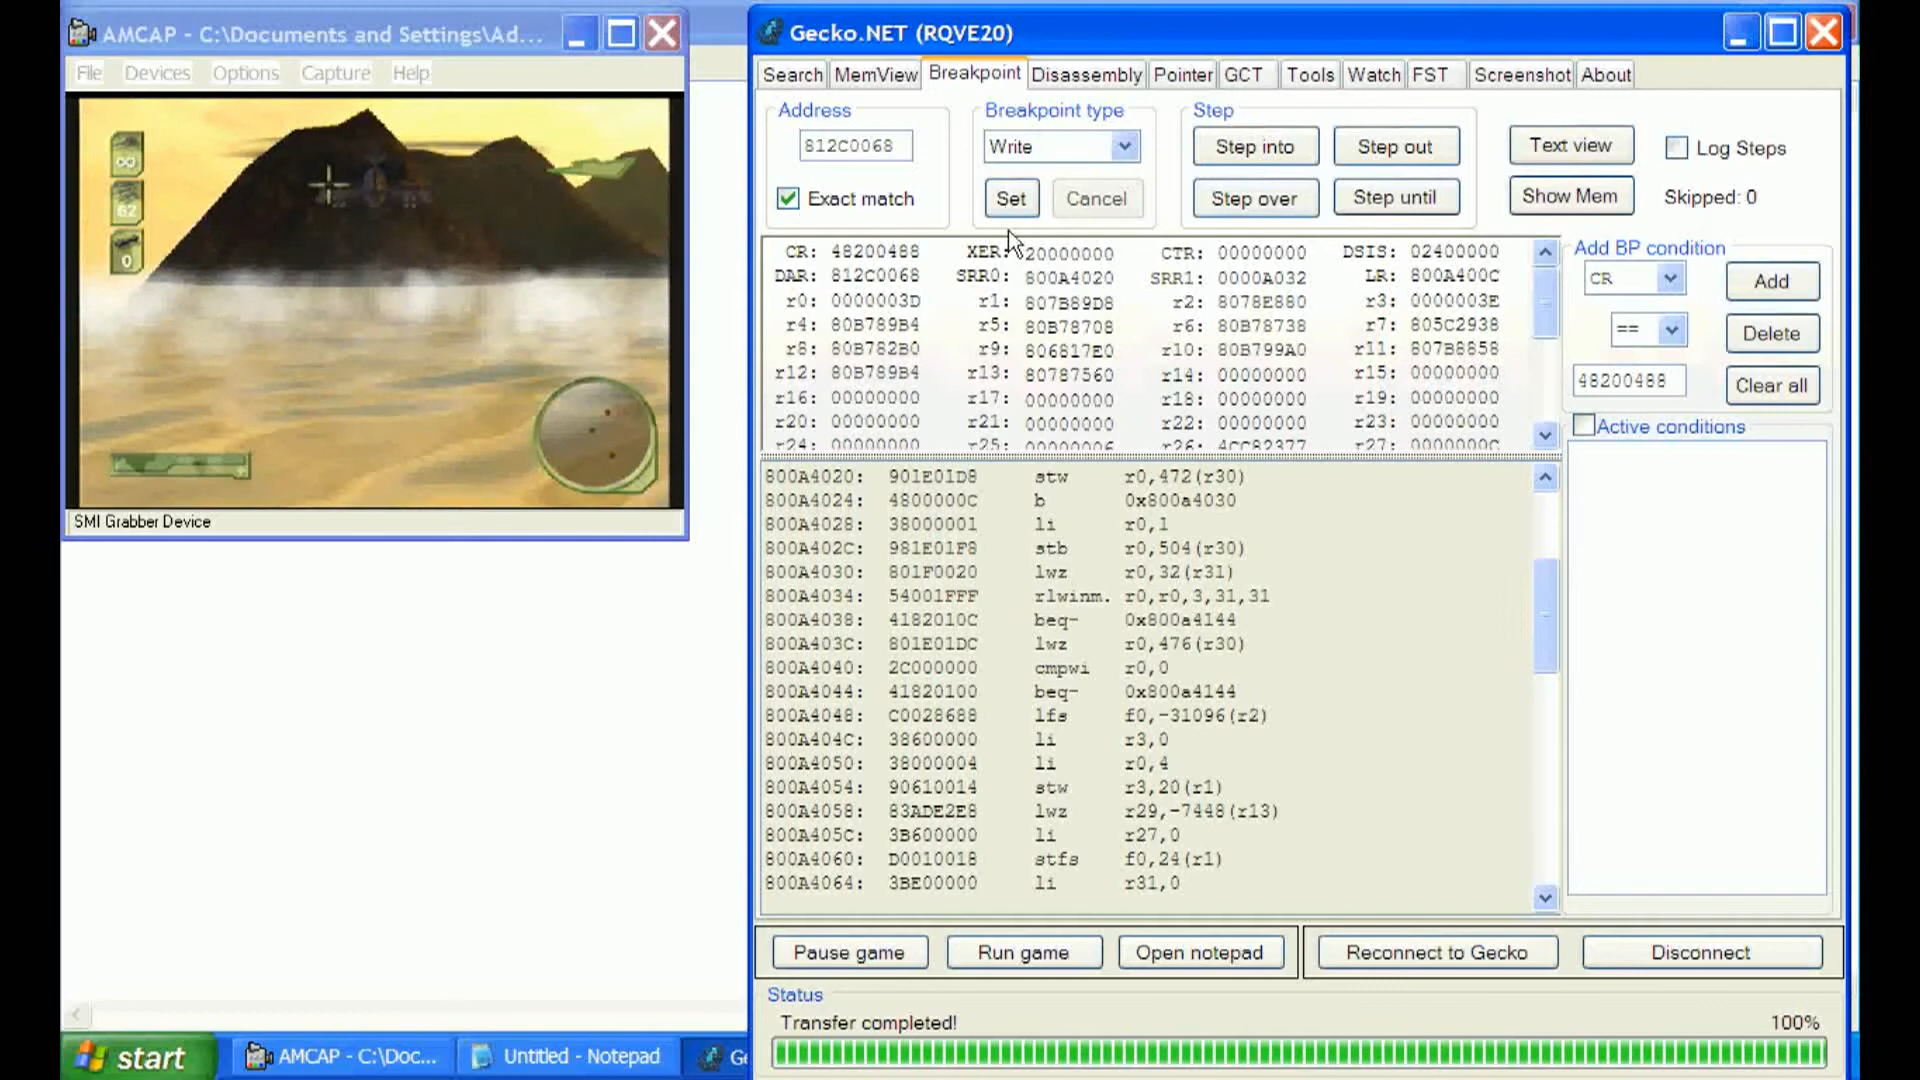 AMCAP - C:\Documents and Settings\Ad...
File Devices Options Capture Help
∞
62
0
SMI Grabber Device
Gecko.NET (RQVE20)
Search MemView Breakpoint Disassembly Pointer GCT Tools Watch FST Screenshot About
Address
812C0068
Exact match
Breakpoint type
Write
Set Cancel
Step
Step into Step out
Step over Step until
Text view
Show Mem
Log Steps
Skipped: 0
CR: 48200488 XER: 20000000 CTR: 00000000 DSIS: 02400000
DAR: 812C0068 SRR0: 800A4020 SRR1: 0000A032 LR: 800A400C
r0: 0000003D r1: 807B89D8 r2: 8078E880 r3: 0000003E
r4: 80B789B4 r5: 80B78708 r6: 80B78738 r7: 805C2938
r8: 80B782B0 r9: 806817E0 r10: 80B799A0 r11: 807B8858
r12: 80B789B4 r13: 80787560 r14: 00000000 r15: 00000000
r16: 00000000 r17: 00000000 r18: 00000000 r19: 00000000
r20: 00000000 r21: 00000000 r22: 00000000 r23: 00000000
r24: 00000000 r25: 00000006 r26: 4CC82377 r27: 0000000C
Add BP condition
CR
Add
==
Delete
48200488
Clear all
Active conditions
800A4020: 901E01D8 stw r0,472(r30)
800A4024: 4800000C b 0x800a4030
800A4028: 38000001 li r0,1
800A402C: 981E01F8 stb r0,504(r30)
800A4030: 801F0020 lwz r0,32(r31)
800A4034: 54001FFF rlwinm. r0,r0,3,31,31
800A4038: 4182010C beq- 0x800a4144
800A403C: 801E01DC lwz r0,476(r30)
800A4040: 2C000000 cmpwi r0,0
800A4044: 41820100 beq- 0x800a4144
800A4048: C0028688 lfs f0,-31096(r2)
800A404C: 38600000 li r3,0
800A4050: 38000004 li r0,4
800A4054: 90610014 stw r3,20(r1)
800A4058: 83ADE2E8 lwz r29,-7448(r13)
800A405C: 3B600000 li r27,0
800A4060: D0010018 stfs f0,24(r1)
800A4064: 3BE00000 li r31,0
Pause game Run game Open notepad Reconnect to Gecko Disconnect
Status
Transfer completed! 100%
start AMCAP - C:\Doc... Untitled - Notepad Ge